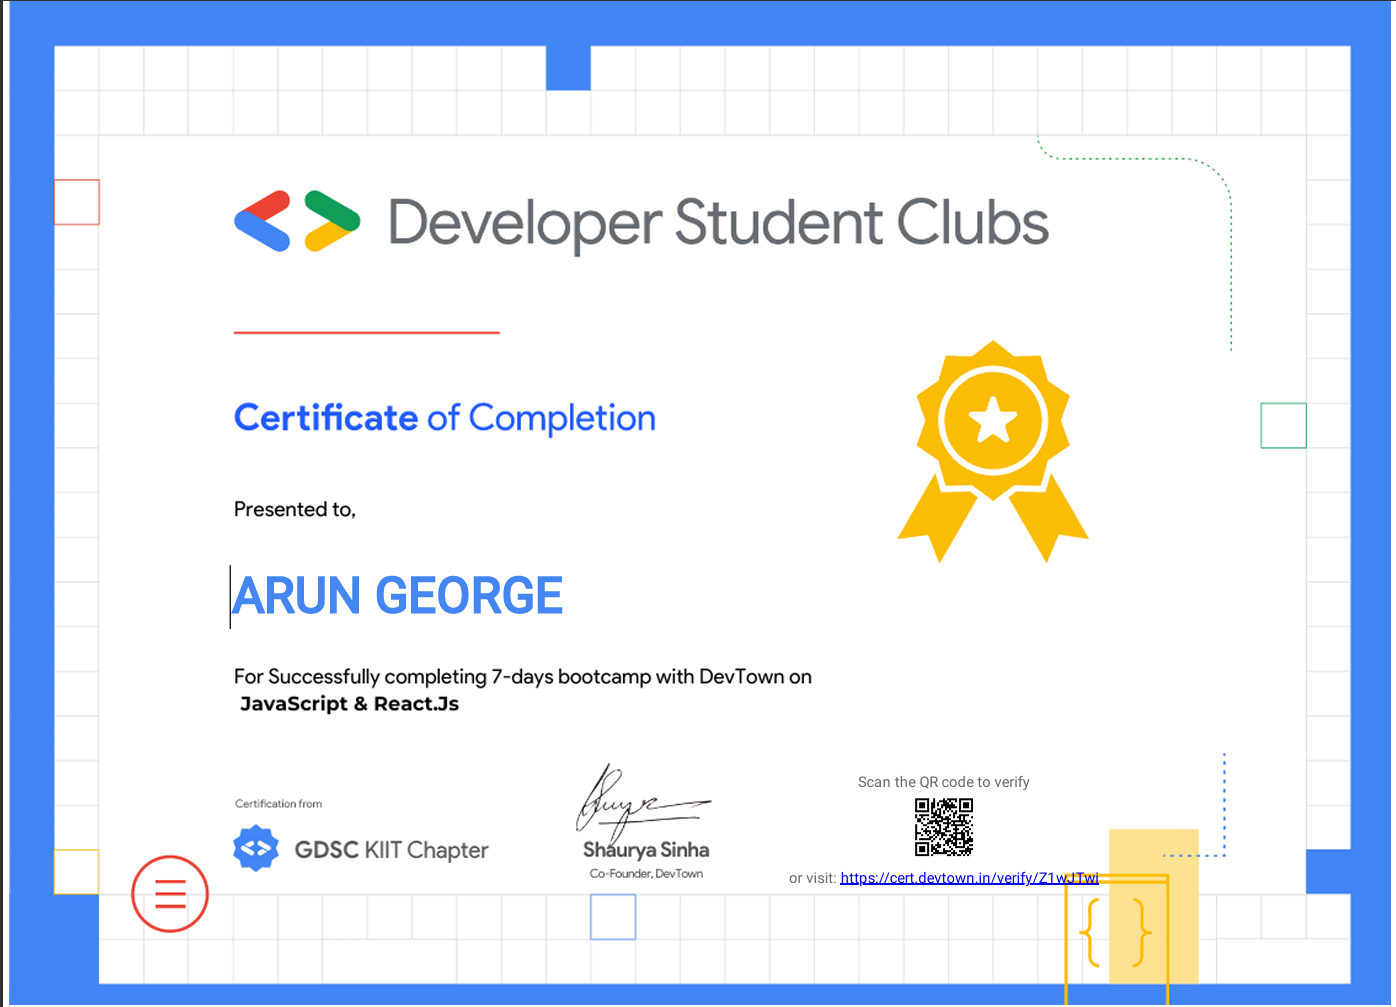 Developer Student Clubs
Certificate of Completion
Presented to,
ARUN GEORGE
For Successfully completing 7-days bootcamp with DevTown on
JavaScript & React.Js
Certification from
GDSC KIIT Chapter
Shaurya Sinha
Co-Founder, DevTown
Scan the QR code to verify
or visit: https://cert.devtown.in/verify/Z1wJTwi
{ }